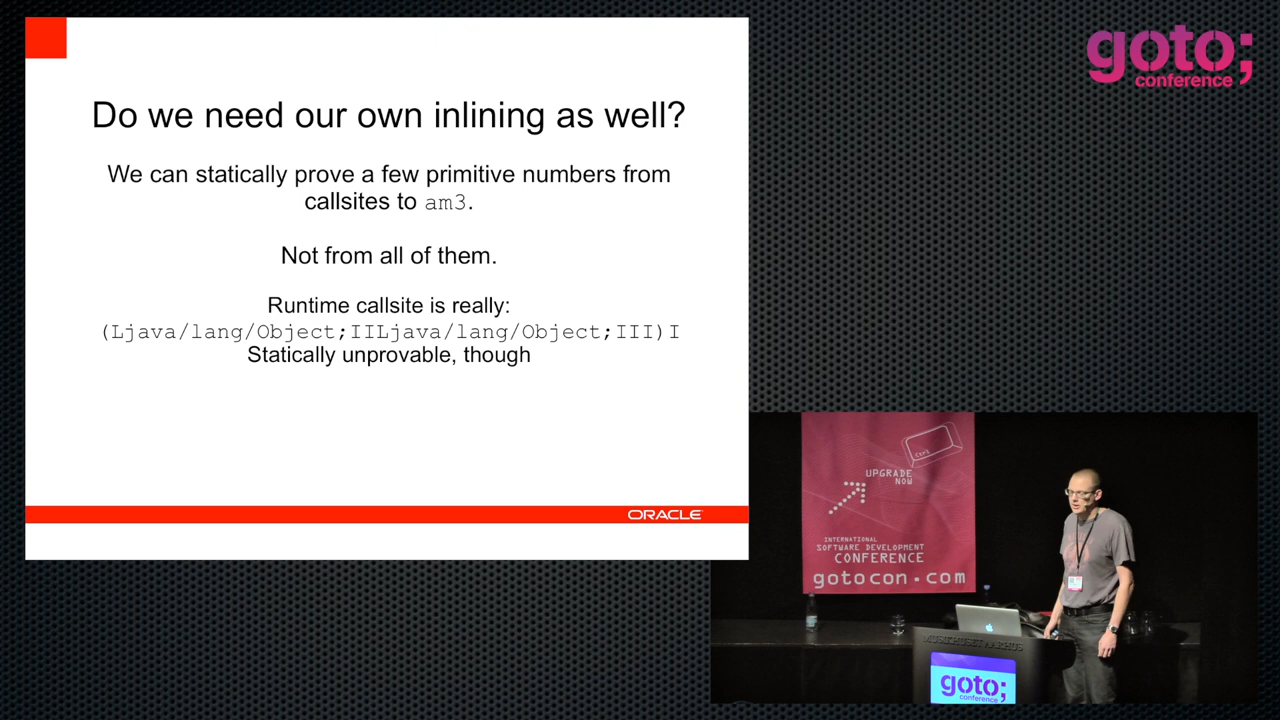 Do we need our own inlining as well?
We can statically prove a few primitive numbers from
callsites to am3.
Not from all of them.
Runtime callsite is really:
(Ljava/lang/Object;IILjava/lang/Object;III)I
Statically unprovable, though
ORACLE
goto;
conference
UPGRADE
NOW
INTERNATIONAL
SOFTWARE DEVELOPMENT
CONFERENCE
gotocon.com
MUSIKHUSET AARHUS
goto;
conference